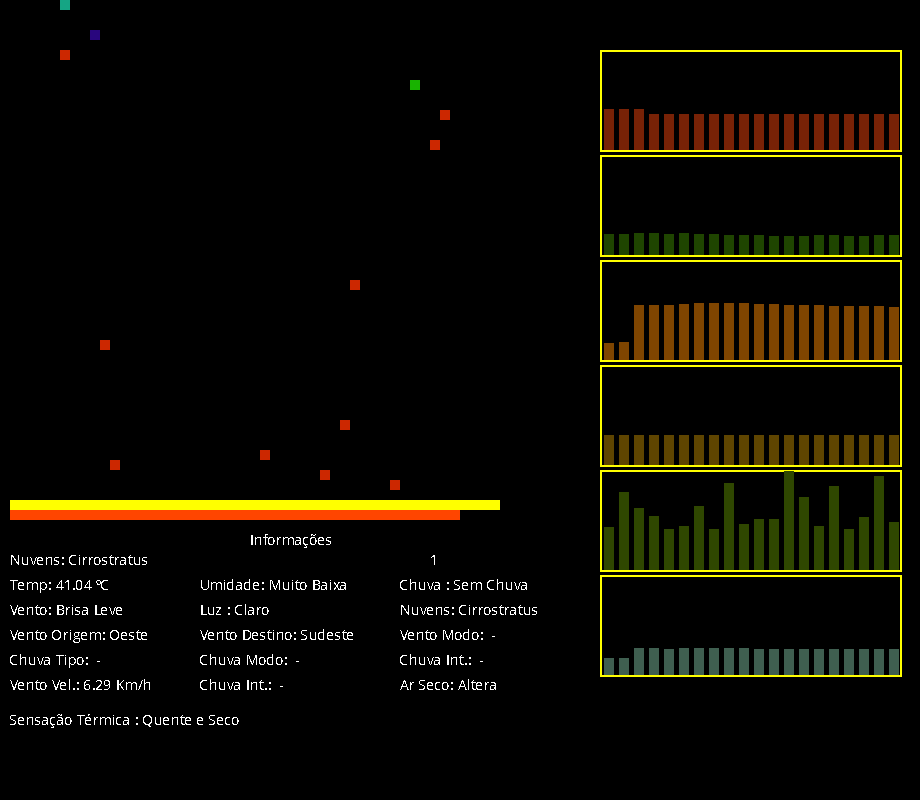 Informações
Nuvens: Cirrostratus 1
Temp: 41.04 ºC Umidade: Muito Baixa Chuva : Sem Chuva
Vento: Brisa Leve Luz : Claro Nuvens: Cirrostratus
Vento Origem: Oeste Vento Destino: Sudeste Vento Modo: -
Chuva Tipo: - Chuva Modo: - Chuva Int.: -
Vento Vel.: 6.29 Km/h Chuva Int.: - Ar Seco: Altera
Sensação Térmica : Quente e Seco